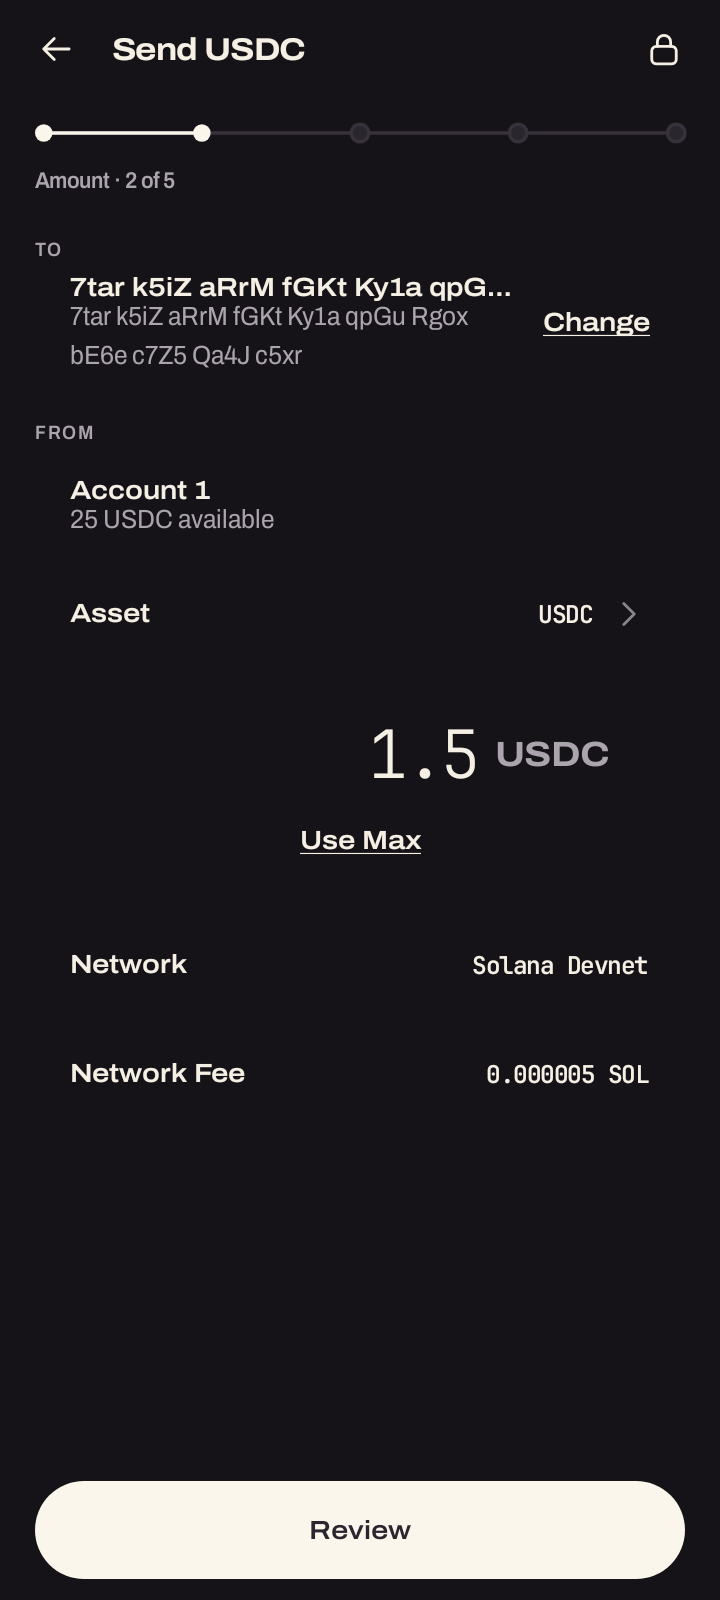 Send USDC
Amount · 2 of 5
TO
7tar k5iZ aRrM fGKt Ky1a qpG...
7tar k5iZ aRrM fGKt Ky1a qpGu Rgox
bE6e c7Z5 Qa4J c5xr
Change
FROM
Account 1
25 USDC available
Asset USDC
1.5 USDC
Use Max
Network Solana Devnet
Network Fee 0.000005 SOL
Review